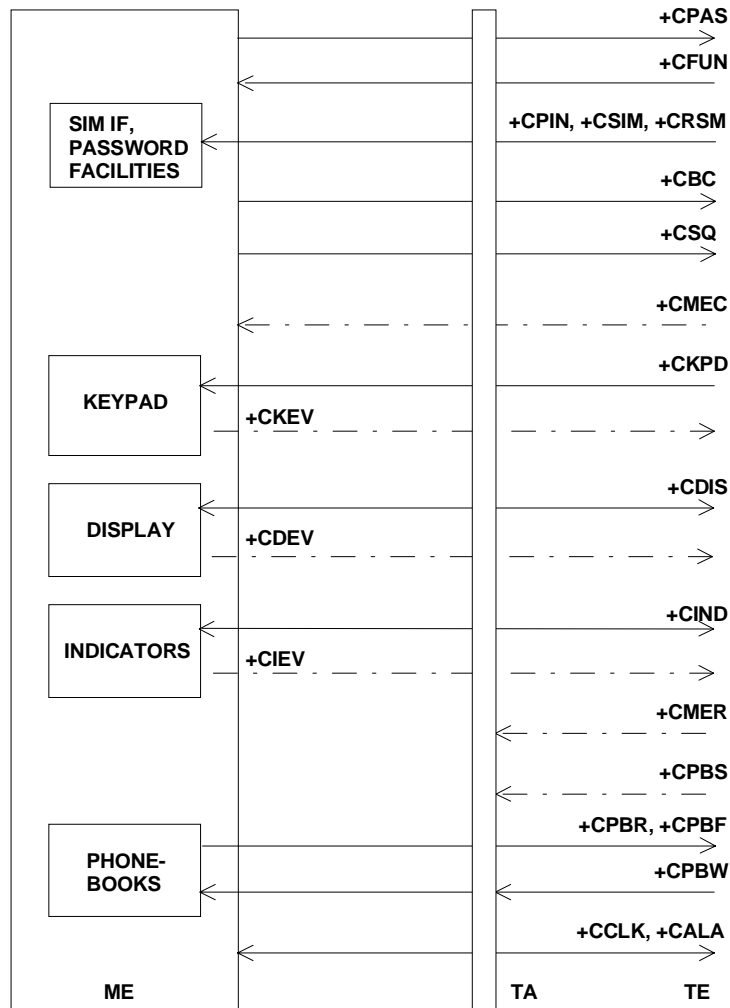 +CPAS
+CFUN
SIM IF,
PASSWORD
FACILITIES
+CPIN, +CSIM, +CRSM
+CBC
+CSQ
+CMEC
+CKPD
KEYPAD
+CKEV
+CDIS
DISPLAY
+CDEV
+CIND
INDICATORS
+CIEV
+CMER
+CPBS
+CPBR, +CPBF
PHONE-
BOOKS
+CPBW
+CCLK, +CALA
ME TA TE